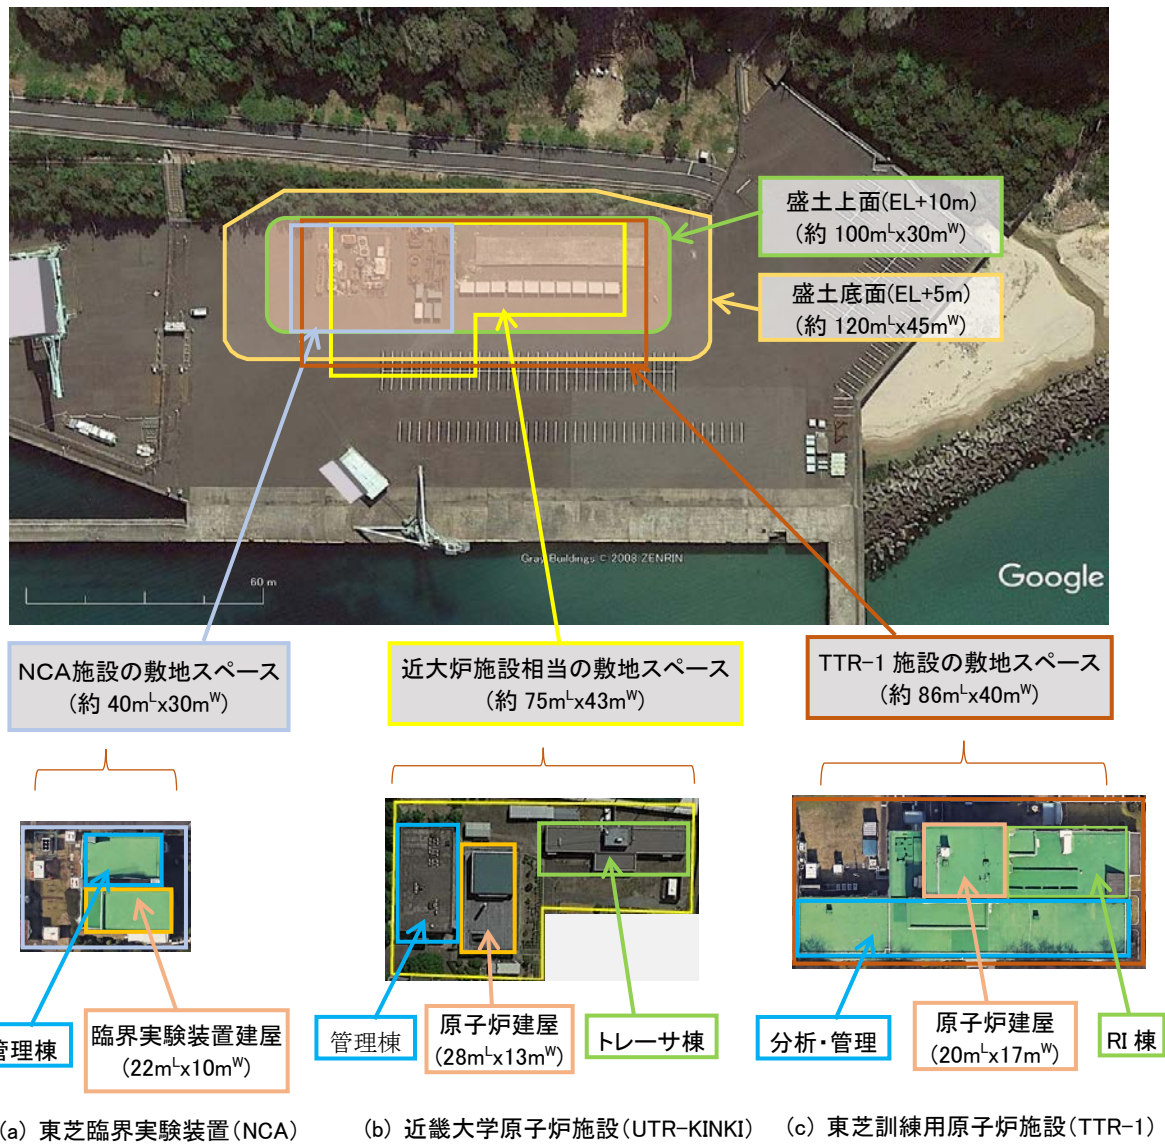 盛土上面(EL+10m)
(約 100mᴸx30mᵂ)
盛土底面(EL+5m)
(約 120mᴸx45mᵂ)
Gray Buildings © 2008 ZENRIN
60 m
Google
NCA施設の敷地スペース
(約 40mᴸx30mᵂ)
近大炉施設相当の敷地スペース
(約 75mᴸx43mᵂ)
TTR-1 施設の敷地スペース
(約 86mᴸx40mᵂ)
管理棟
臨界実験装置建屋
(22mᴸx10mᵂ)
管理棟
原子炉建屋
(28mᴸx13mᵂ)
トレーサ棟
分析・管理
原子炉建屋
(20mᴸx17mᵂ)
RI 棟
(a) 東芝臨界実験装置(NCA)
(b) 近畿大学原子炉施設(UTR-KINKI)
(c) 東芝訓練用原子炉施設(TTR-1)